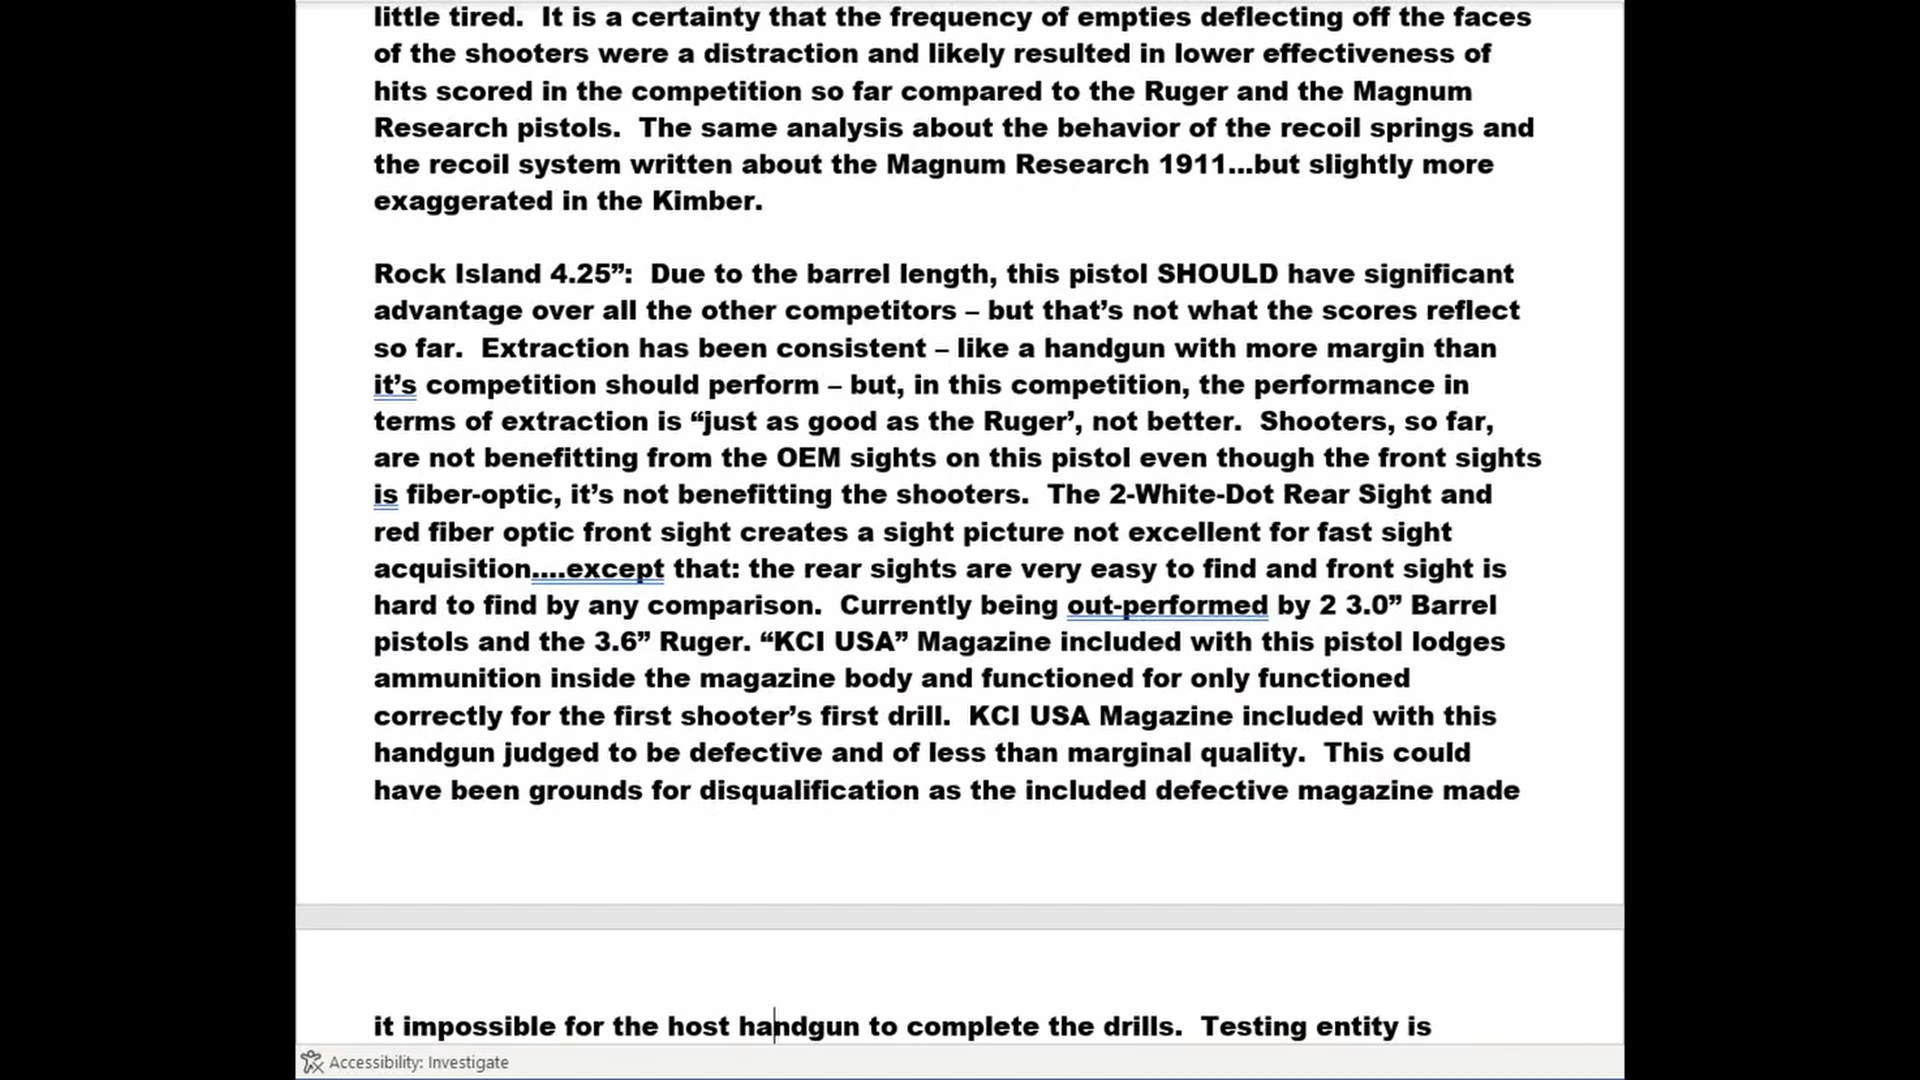 little tired.  It is a certainty that the frequency of empties deflecting off the faces
of the shooters were a distraction and likely resulted in lower effectiveness of
hits scored in the competition so far compared to the Ruger and the Magnum
Research pistols.  The same analysis about the behavior of the recoil springs and
the recoil system written about the Magnum Research 1911...but slightly more
exaggerated in the Kimber.
Rock Island 4.25”:  Due to the barrel length, this pistol SHOULD have significant
advantage over all the other competitors – but that’s not what the scores reflect
so far.  Extraction has been consistent – like a handgun with more margin than
it’s competition should perform – but, in this competition, the performance in
terms of extraction is “just as good as the Ruger’, not better.  Shooters, so far,
are not benefitting from the OEM sights on this pistol even though the front sights
is fiber-optic, it’s not benefitting the shooters.  The 2-White-Dot Rear Sight and
red fiber optic front sight creates a sight picture not excellent for fast sight
acquisition....except that: the rear sights are very easy to find and front sight is
hard to find by any comparison.  Currently being out-performed by 2 3.0” Barrel
pistols and the 3.6” Ruger. “KCI USA” Magazine included with this pistol lodges
ammunition inside the magazine body and functioned for only functioned
correctly for the first shooter’s first drill.  KCI USA Magazine included with this
handgun judged to be defective and of less than marginal quality.  This could
have been grounds for disqualification as the included defective magazine made
it impossible for the host handgun to complete the drills.  Testing entity is
Accessibility: Investigate